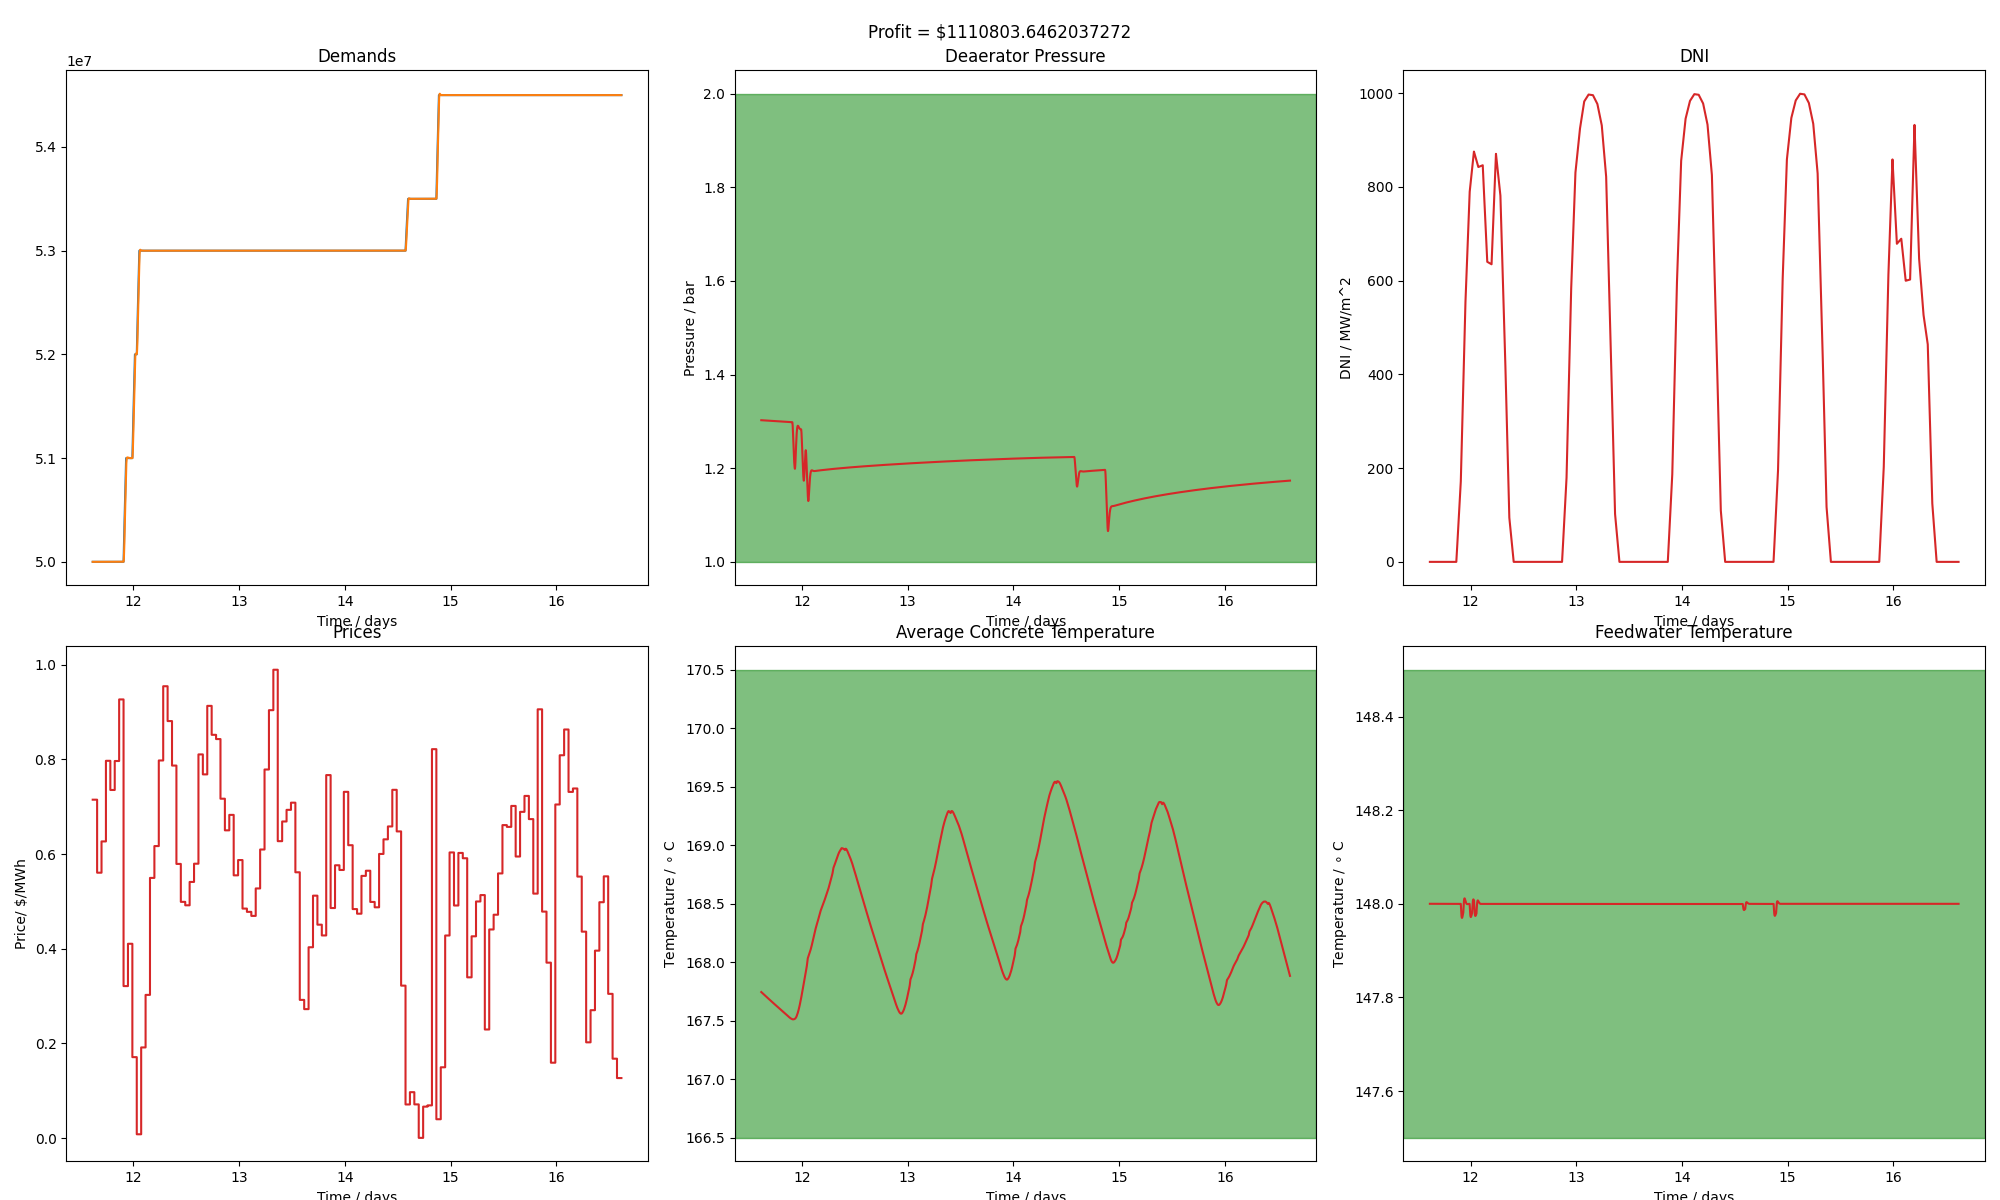 Profit = $1110803.6462037272
Demands
1e7
5.4
5.3
5.2
5.1
5.0
12 13 14 15 16
Time / days
Deaerator Pressure
Pressure / bar
2.0
1.8
1.6
1.4
1.2
1.0
12 13 14 15 16
Time / days
DNI
DNI / MW/m^2
1000
800
600
400
200
0
12 13 14 15 16
Time / days
Prices
Price/ $/MWh
1.0
0.8
0.6
0.4
0.2
0.0
12 13 14 15 16
Time / days
Average Concrete Temperature
Temperature / ∘ C
170.5
170.0
169.5
169.0
168.5
168.0
167.5
167.0
166.5
12 13 14 15 16
Time / days
Feedwater Temperature
Temperature / ∘ C
148.4
148.2
148.0
147.8
147.6
12 13 14 15 16
Time / days